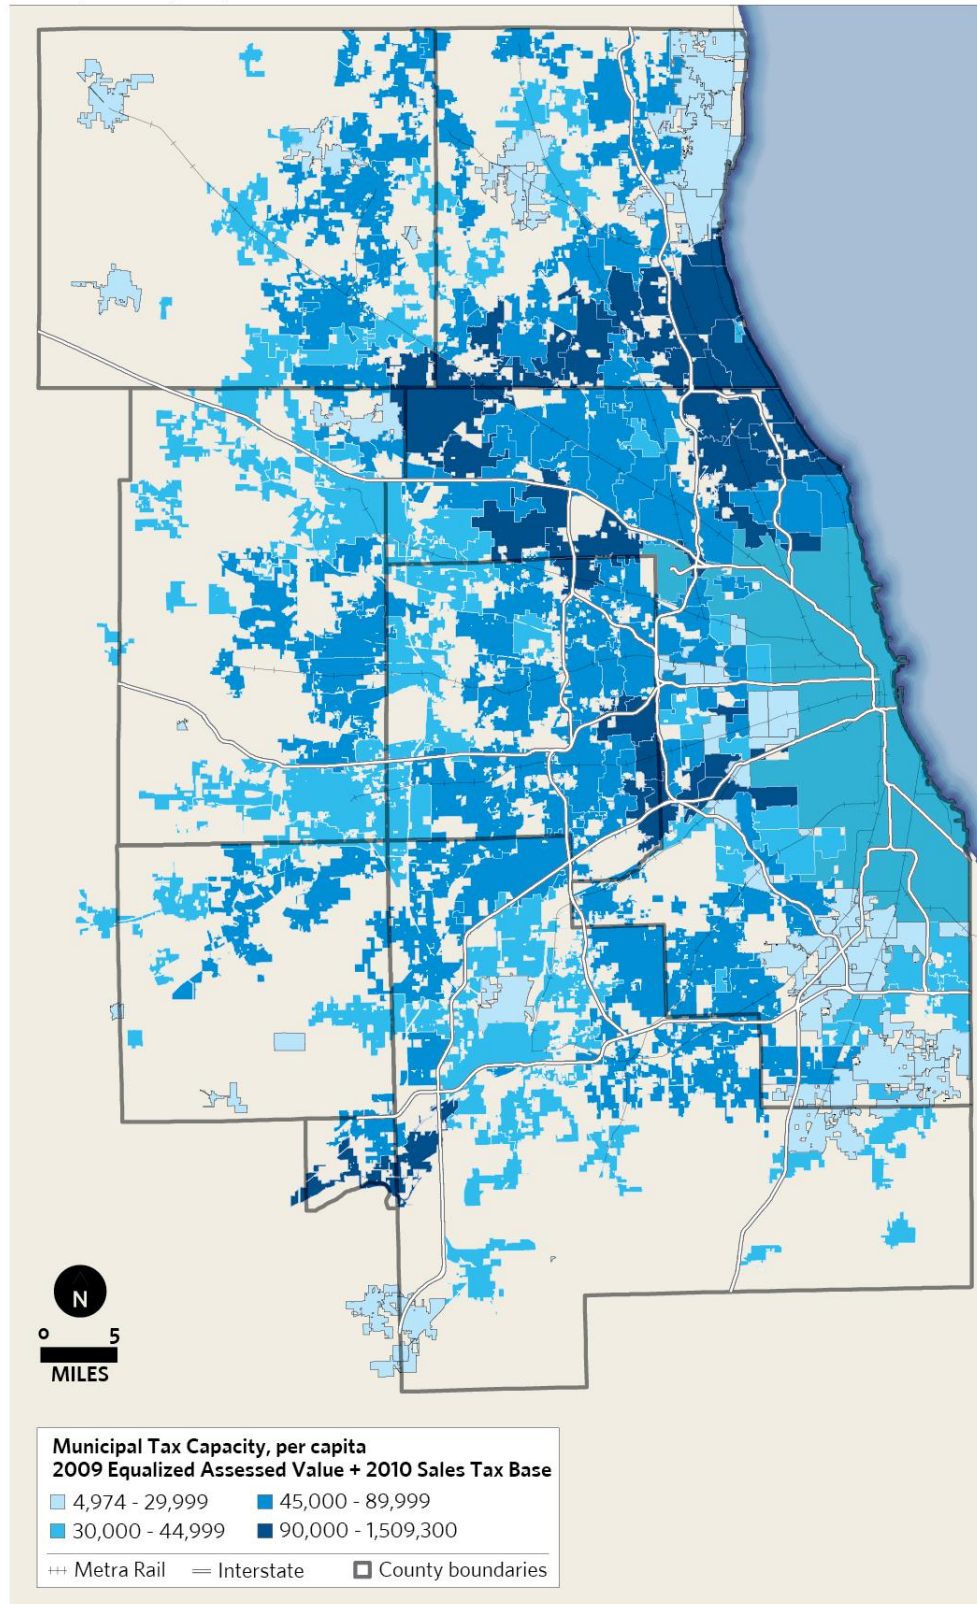 N
0 5
MILES
Municipal Tax Capacity, per capita
2009 Equalized Assessed Value + 2010 Sales Tax Base
4,974 - 29,999 45,000 - 89,999
30,000 - 44,999 90,000 - 1,509,300
Metra Rail Interstate County boundaries